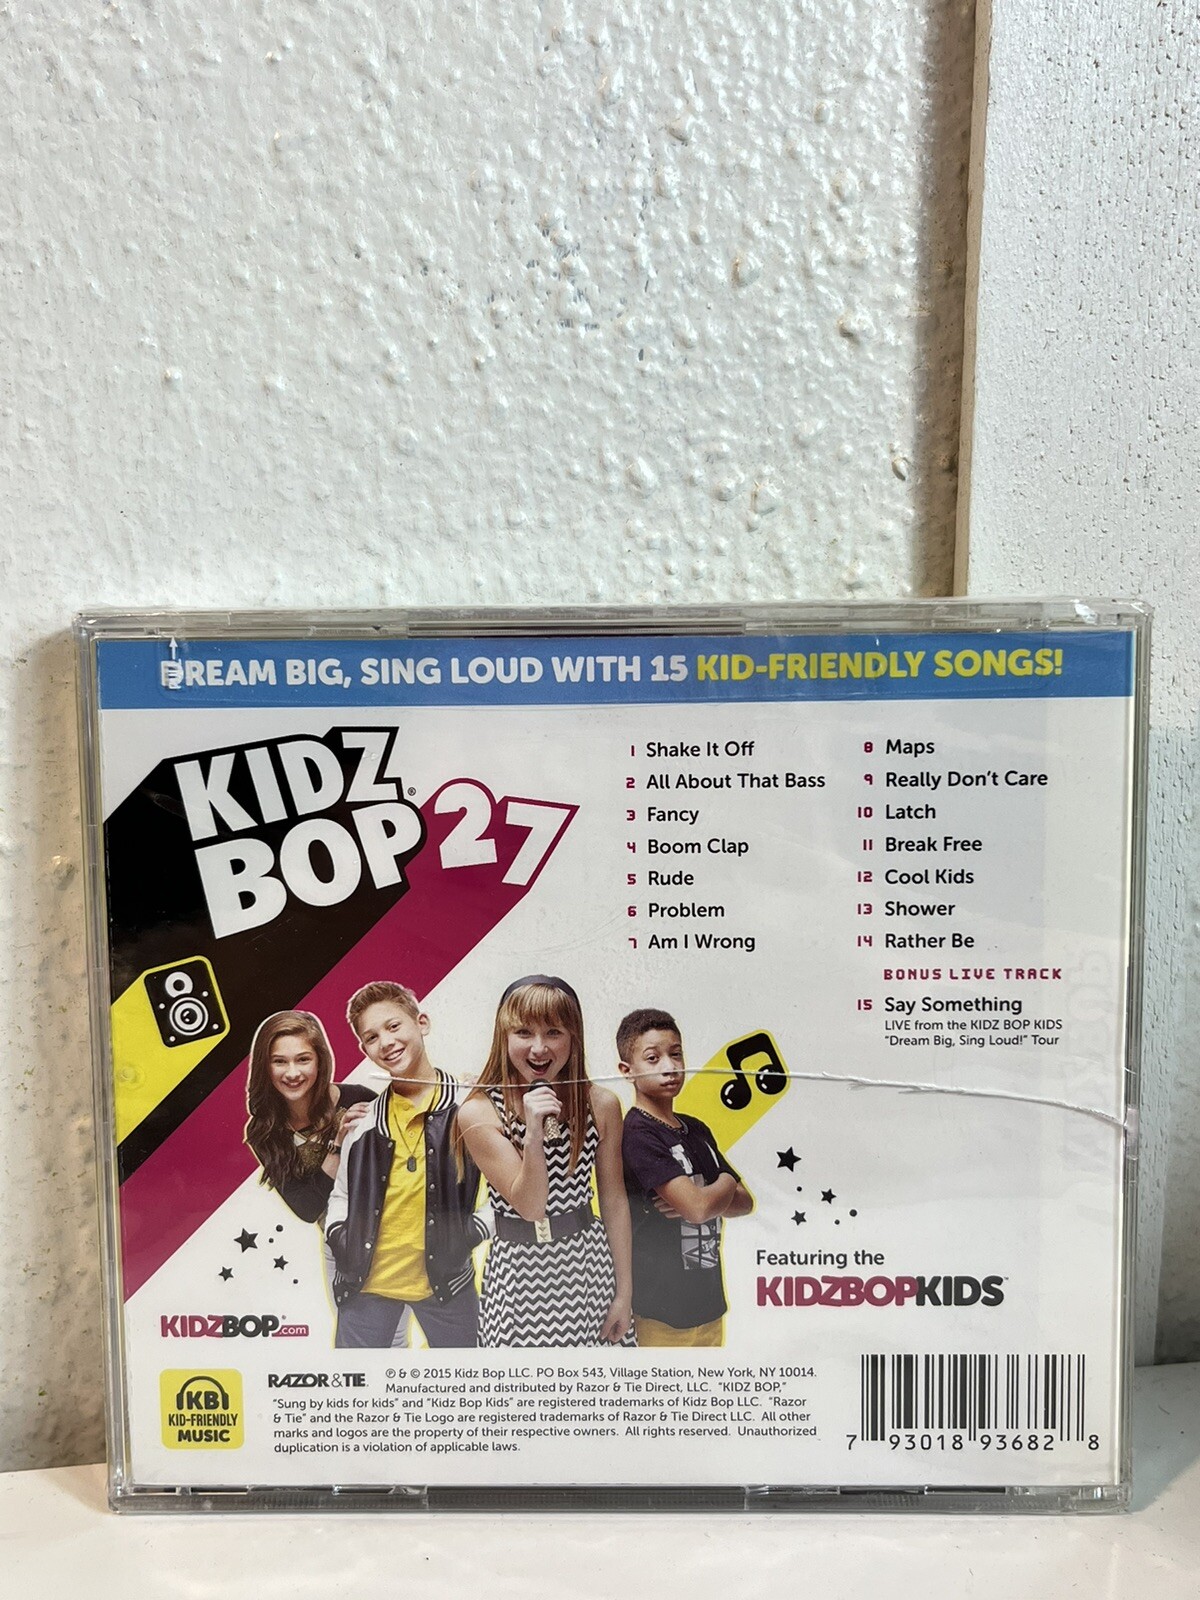 DREAM BIG, SING LOUD WITH 15 KID-FRIENDLY SONGS!
KIDZ
BOP® 27
1 Shake It Off
2 All About That Bass
3 Fancy
4 Boom Clap
5 Rude
6 Problem
7 Am I Wrong
8 Maps
9 Really Don't Care
10 Latch
11 Break Free
12 Cool Kids
13 Shower
14 Rather Be
BONUS LIVE TRACK
15 Say Something
LIVE from the KIDZ BOP KIDS
"Dream Big, Sing Loud!" Tour
Featuring the
KIDZBOPKIDS™
KIDZBOP®.com
KB
KID-FRIENDLY
MUSIC
RAZOR & TIE
℗ & © 2015 Kidz Bop LLC. PO Box 543, Village Station, New York, NY 10014.
Manufactured and distributed by Razor & Tie Direct, LLC. "KIDZ BOP,"
"Sung by kids for kids" and "Kidz Bop Kids" are registered trademarks of Kidz Bop LLC. "Razor
& Tie" and the Razor & Tie Logo are registered trademarks of Razor & Tie Direct LLC. All other
marks and logos are the property of their respective owners. All rights reserved. Unauthorized
duplication is a violation of applicable laws.
7 93018 93682 8